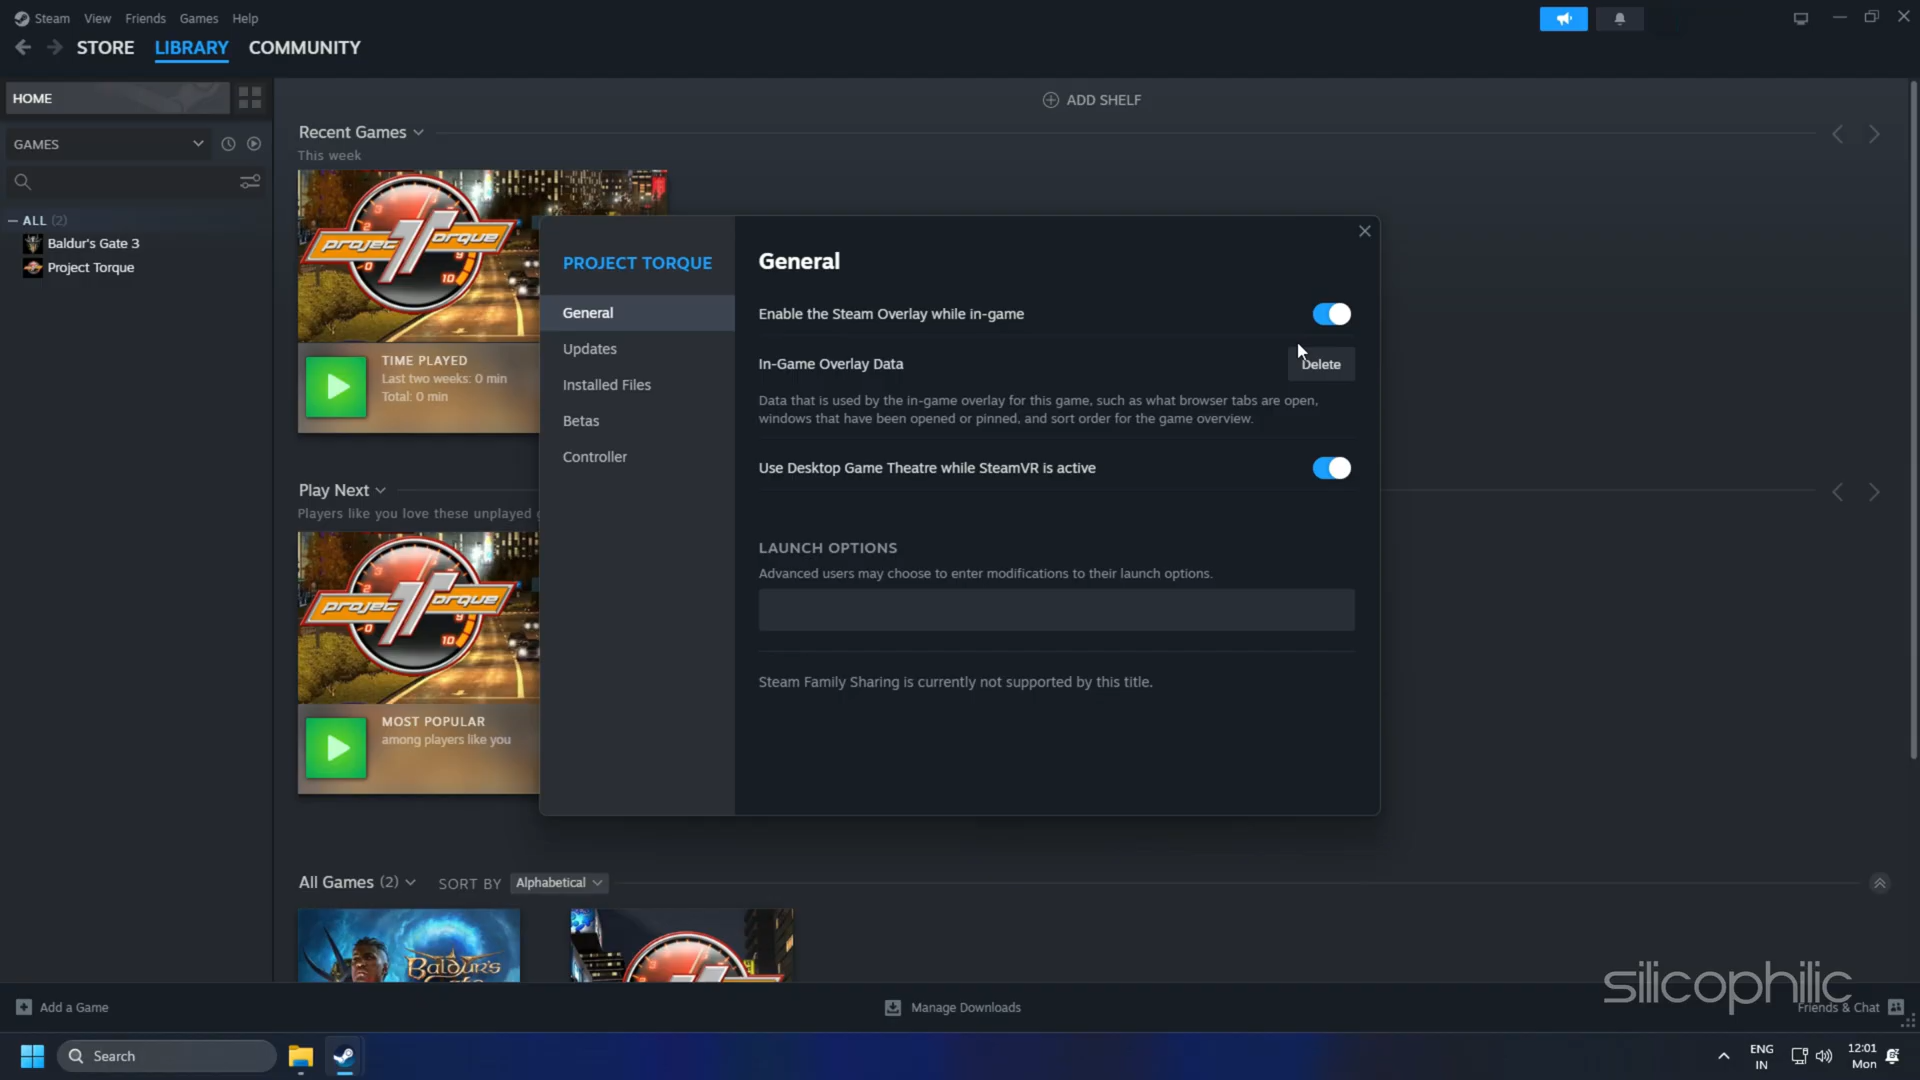 Steam View Friends Games Help
STORE LIBRARY COMMUNITY
HOME
ADD SHELF
GAMES
ALL (2)
Baldur's Gate 3
Project Torque
Recent Games
This week
PROJECT TORQUE
TIME PLAYED
Last two weeks: 0 min
Total: 0 min
Play Next
Players like you love these unplayed
PROJECT TORQUE
MOST POPULAR
among players like you
All Games (2) SORT BY Alphabetical
BALDUR'S
PROJECT TORQUE
General
Updates
Installed Files
Betas
Controller
General
Enable the Steam Overlay while in-game
In-Game Overlay Data
Delete
Data that is used by the in-game overlay for this game, such as what browser tabs are open,
windows that have been opened or pinned, and sort order for the game overview.
Use Desktop Game Theatre while SteamVR is active
LAUNCH OPTIONS
Advanced users may choose to enter modifications to their launch options.
Steam Family Sharing is currently not supported by this title.
silicophilic
Add a Game
Manage Downloads
Friends & Chat
Search
ENG
IN
12:01
Mon